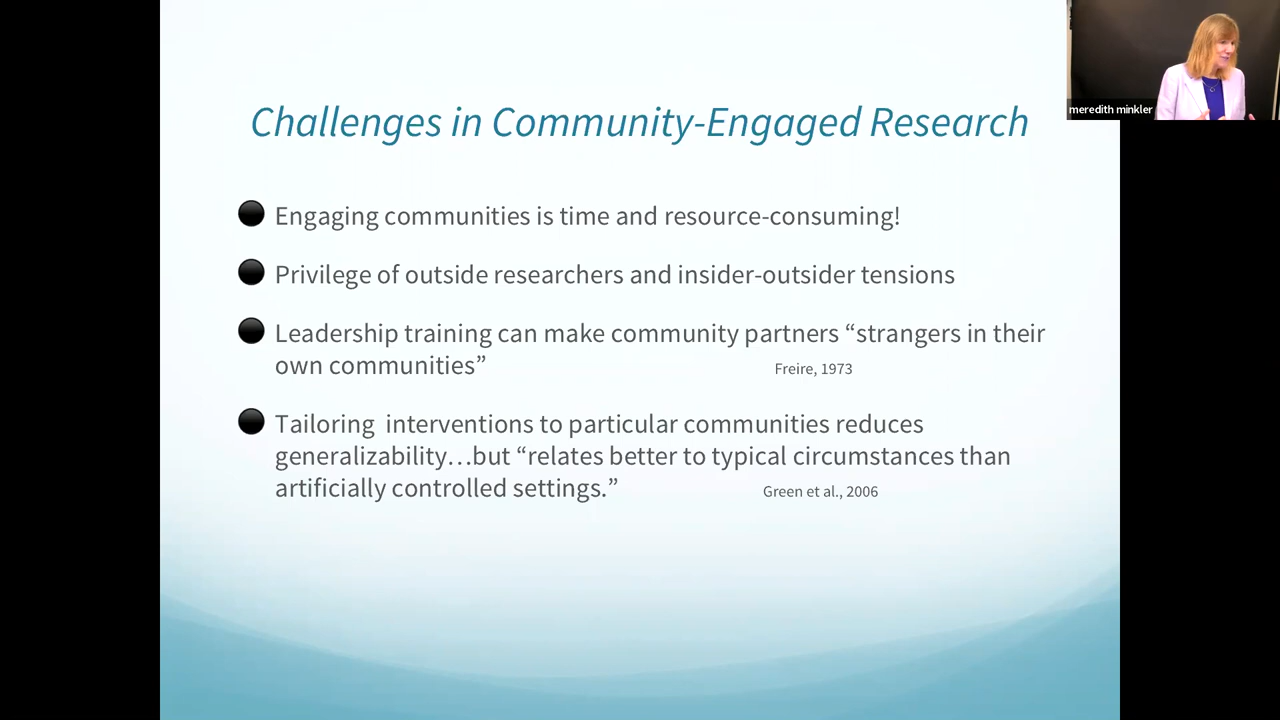 meredith minkler
Challenges in Community-Engaged Research
Engaging communities is time and resource-consuming!
Privilege of outside researchers and insider-outsider tensions
Leadership training can make community partners “strangers in their
own communities” Freire, 1973
Tailoring  interventions to particular communities reduces
generalizability…but “relates better to typical circumstances than
artificially controlled settings.” Green et al., 2006